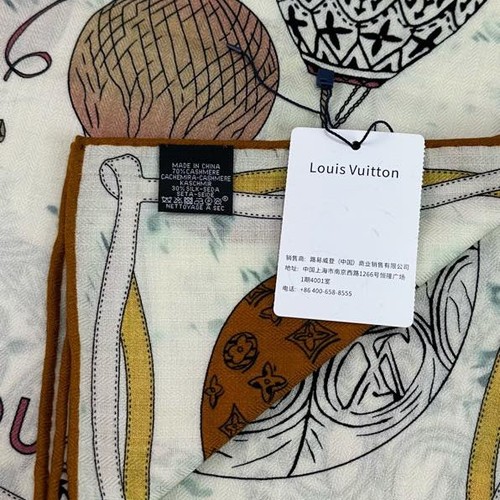 MADE IN CHINA
70%CASHMERE
CACHEMIRA-CASHMERE
KASCHMIR
30%SILK-SEDA
SETA-SEIDE
NETTOYAGE A SEC
Louis Vuitton
销售商: 路易威登(中国)商业销售有限公司
地址: 中国上海市南京西路1266号恒隆广场
1期4001室
电话: +86 400-658-8555